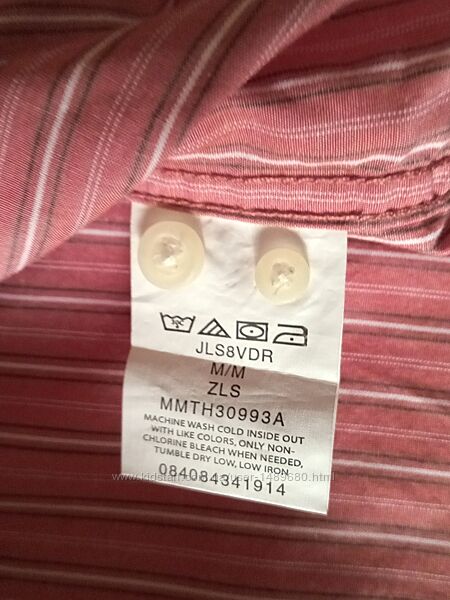 JLS8VDR
M/M
ZLS
MMTH30993A
MACHINE WASH COLD INSIDE OUT
WITH LIKE COLORS, ONLY NON-
CHLORINE BLEACH WHEN NEEDED,
TUMBLE DRY LOW, LOW IRON
084084341914